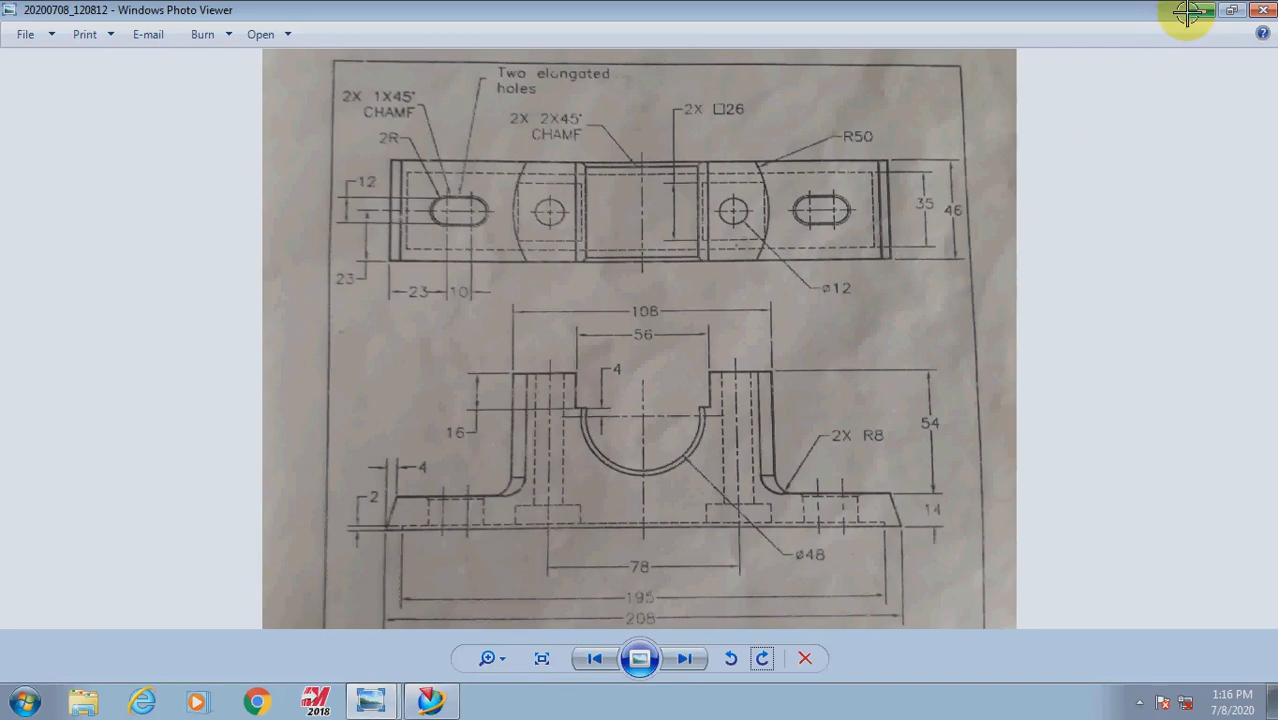 20200708_120812 - Windows Photo Viewer
File Print E-mail Burn Open
Two elongated
holes
2X 1X45°
CHAMF
2R
2X 2X45°
CHAMF
2X □26
R50
12
35
46
23
23
10
ø12
108
56
4
16
54
2X R8
4
2
14
ø48
78
195
208
2018
1:16 PM
7/8/2020